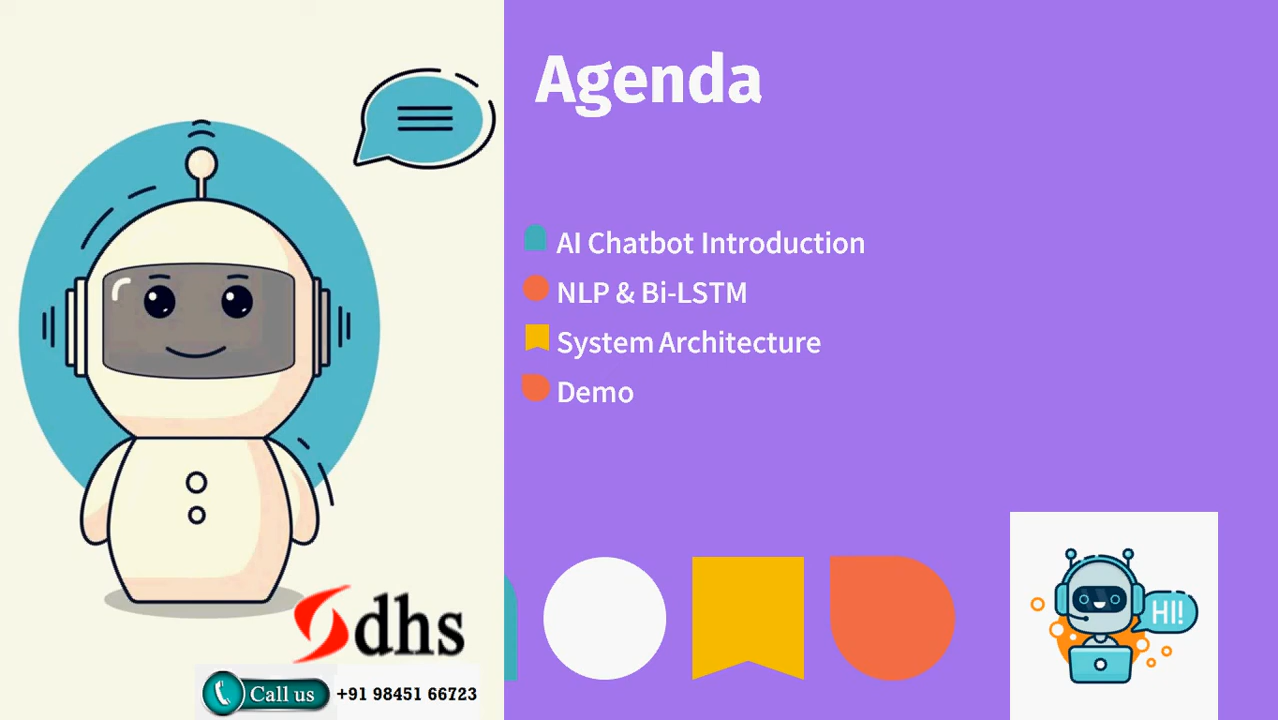 Agenda
AI Chatbot Introduction
NLP & Bi-LSTM
System Architecture
Demo
HI!
dhs
Call us +91 98451 66723